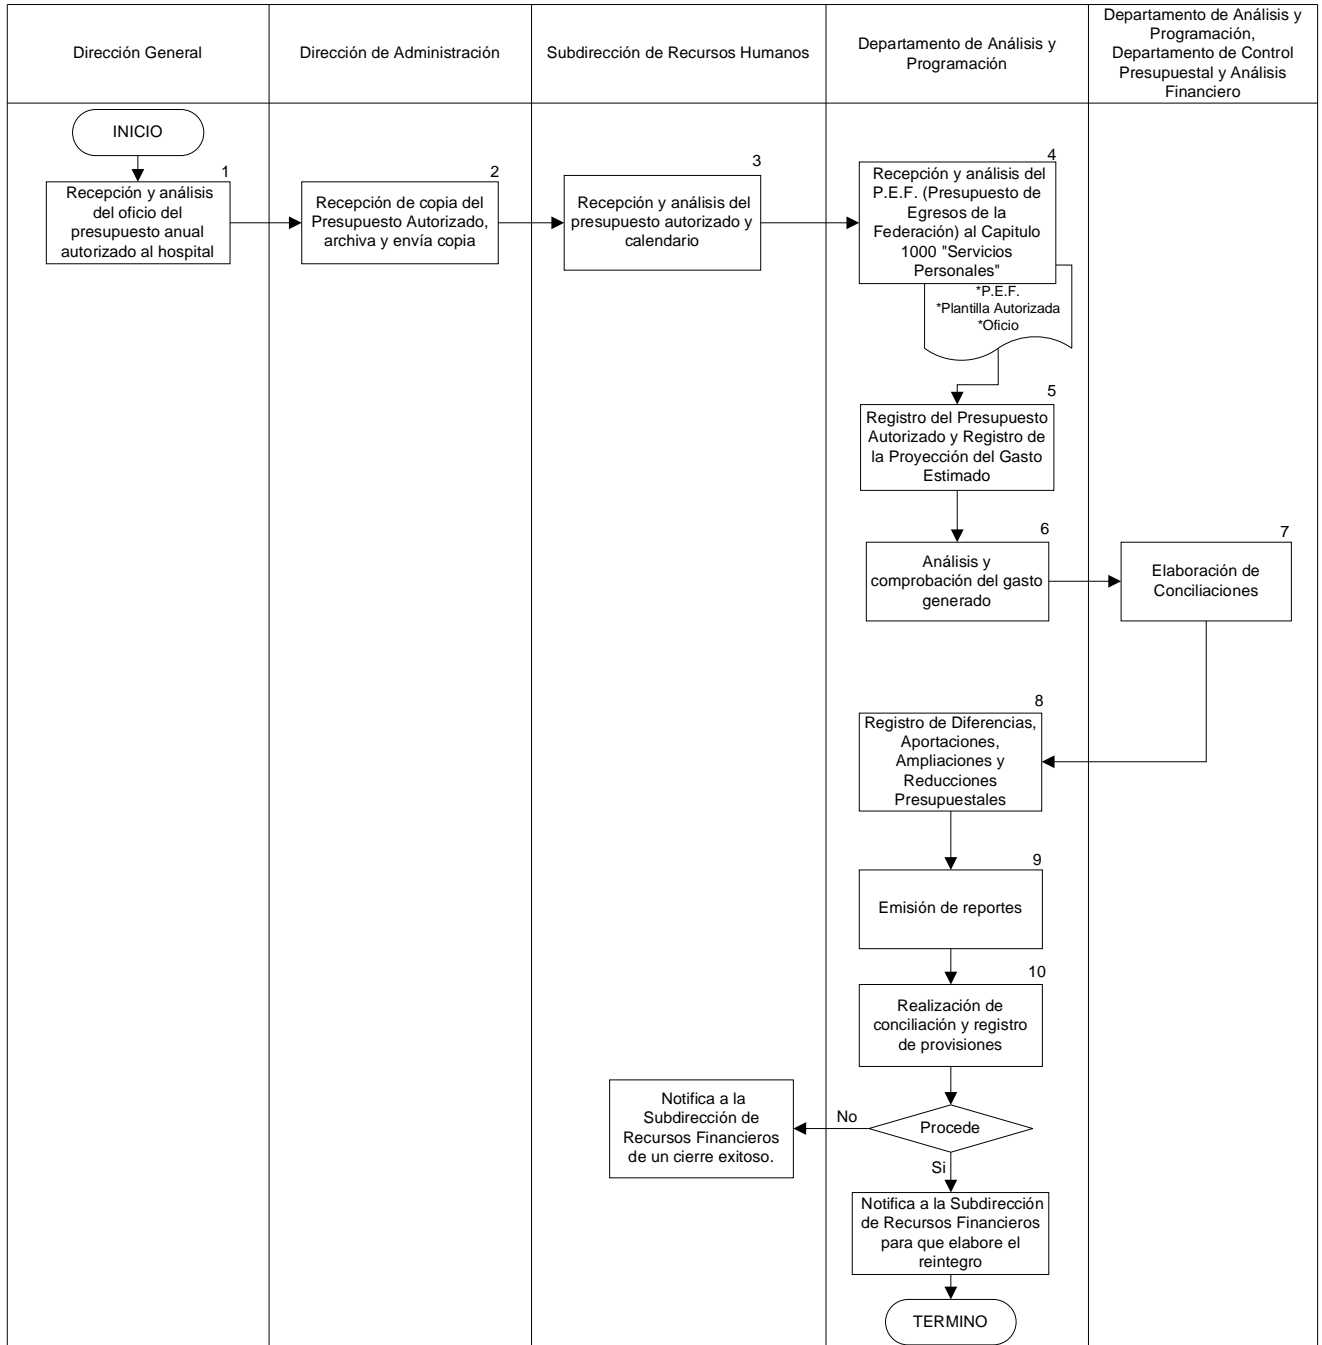 Dirección General
Dirección de Administración
Subdirección de Recursos Humanos
Departamento de Análisis y
Programación
Departamento de Análisis y
Programación,
Departamento de Control
Presupuestal y Análisis
Financiero
INICIO
1
Recepción y análisis
del oficio del
presupuesto anual
autorizado al hospital
2
Recepción de copia del
Presupuesto Autorizado,
archiva y envía copia
3
Recepción y análisis del
presupuesto autorizado y
calendario
4
Recepción y análisis del
P.E.F. (Presupuesto de
Egresos de la
Federación) al Capitulo
1000 "Servicios
Personales"
*P.E.F.
*Plantilla Autorizada
*Oficio
5
Registro del Presupuesto
Autorizado y Registro de
la Proyección del Gasto
Estimado
6
Análisis y
comprobación del gasto
generado
7
Elaboración de
Conciliaciones
8
Registro de Diferencias,
Aportaciones,
Ampliaciones y
Reducciones
Presupuestales
9
Emisión de reportes
10
Realización de
conciliación y registro
de provisiones
Procede
No
Notifica a la
Subdirección de
Recursos Financieros
de un cierre exitoso.
Si
Notifica a la Subdirección
de Recursos Financieros
para que elabore el
reintegro
TERMINO